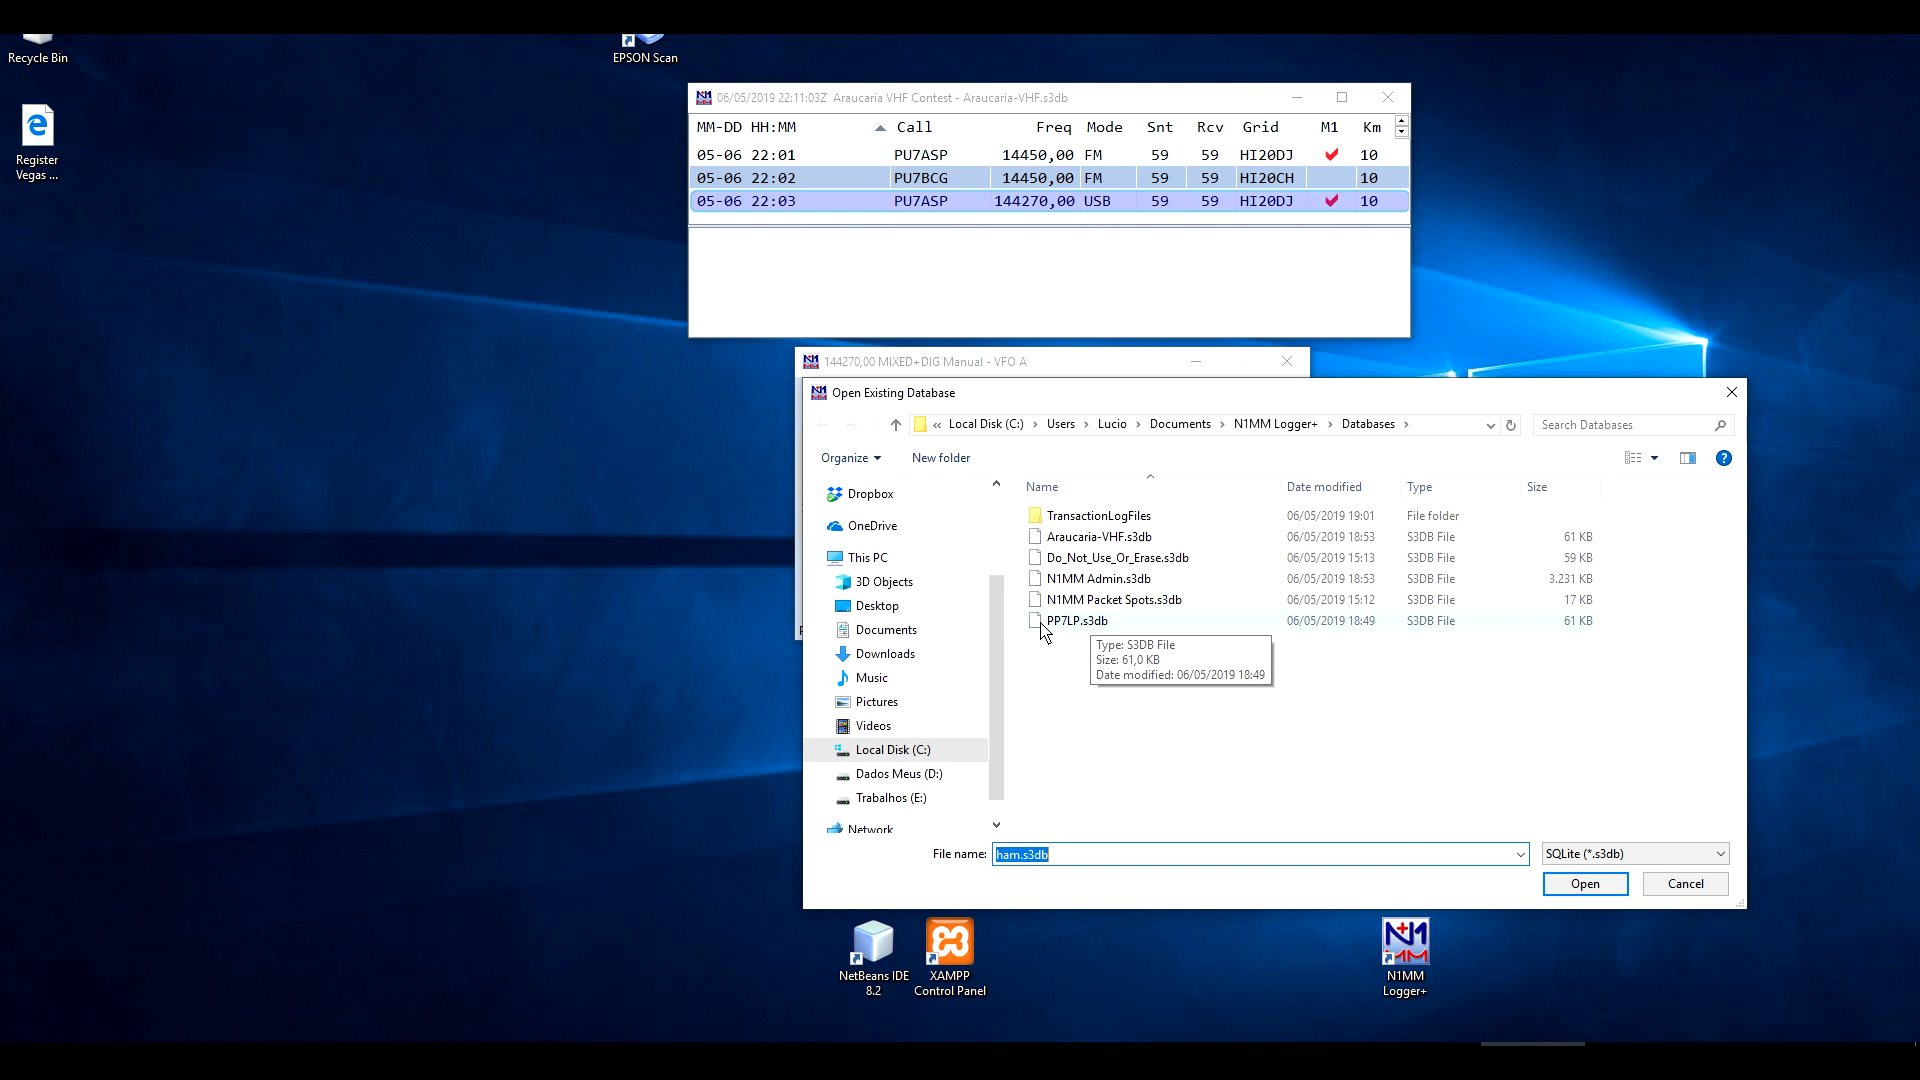 Recycle Bin
EPSON Scan
Register
Vegas ...
06/05/2019 22:11:03Z Araucaria VHF Contest - Araucaria-VHF.s3db
MM-DD HH:MM Call Freq Mode Snt Rcv Grid M1 Km
05-06 22:01 PU7ASP 14450,00 FM 59 59 HI20DJ 10
05-06 22:02 PU7BCG 14450,00 FM 59 59 HI20CH 10
05-06 22:03 PU7ASP 144270,00 USB 59 59 HI20DJ 10
144270,00 MIXED+DIG Manual - VFO A
Open Existing Database
« Local Disk (C:) › Users › Lucio › Documents › N1MM Logger+ › Databases ›
Search Databases
Organize
New folder
Dropbox
OneDrive
This PC
3D Objects
Desktop
Documents
Downloads
Music
Pictures
Videos
Local Disk (C:)
Dados Meus (D:)
Trabalhos (E:)
Network
Name Date modified Type Size
TransactionLogFiles 06/05/2019 19:01 File folder
Araucaria-VHF.s3db 06/05/2019 18:53 S3DB File 61 KB
Do_Not_Use_Or_Erase.s3db 06/05/2019 15:13 S3DB File 59 KB
N1MM Admin.s3db 06/05/2019 18:53 S3DB File 3.231 KB
N1MM Packet Spots.s3db 06/05/2019 15:12 S3DB File 17 KB
PP7LP.s3db 06/05/2019 18:49 S3DB File 61 KB
Type: S3DB File
Size: 61,0 KB
Date modified: 06/05/2019 18:49
File name: ham.s3db
SQLite (*.s3db)
Open
Cancel
NetBeans IDE
8.2
XAMPP
Control Panel
N1MM
N1MM
Logger+